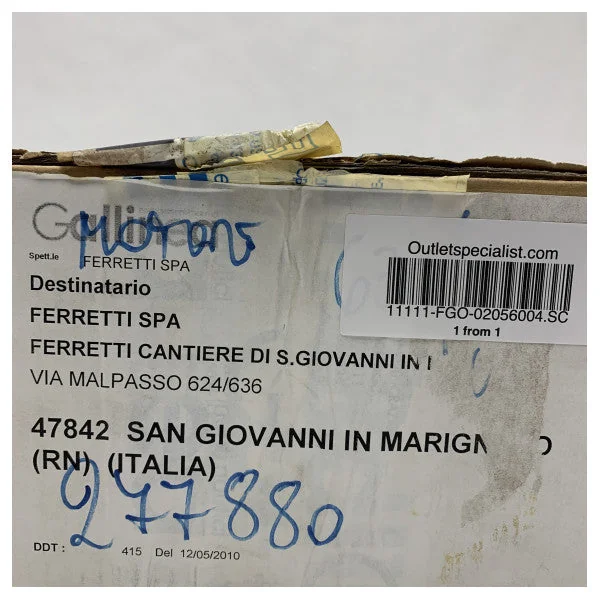 Spett.le FERRETTI SPA
Destinatario
FERRETTI SPA
FERRETTI CANTIERE DI S.GIOVANNI IN
VIA MALPASSO 624/636
47842 SAN GIOVANNI IN
(RN) (ITALIA)
277880
DDT : 415 Del 12/05/2010
Outletspecialist.com
11111-FGO-02056004.SC
1 from 1